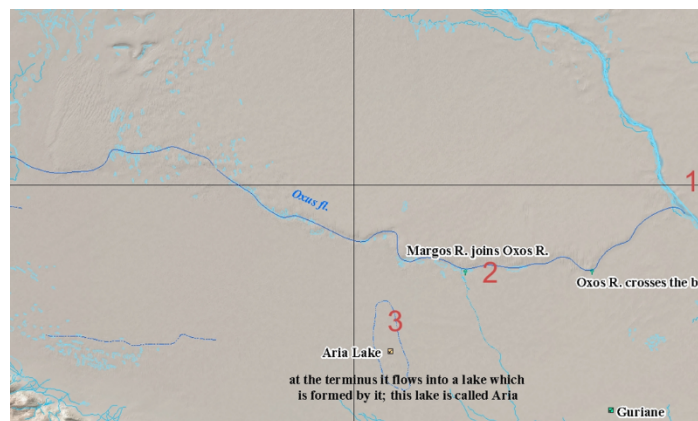 1
Oxus fl.
Margos R. joins Oxos R.
2
Oxos R. crosses the b
3
Aria Lake
at the terminus it flows into a lake which
is formed by it; this lake is called Aria
Guriane